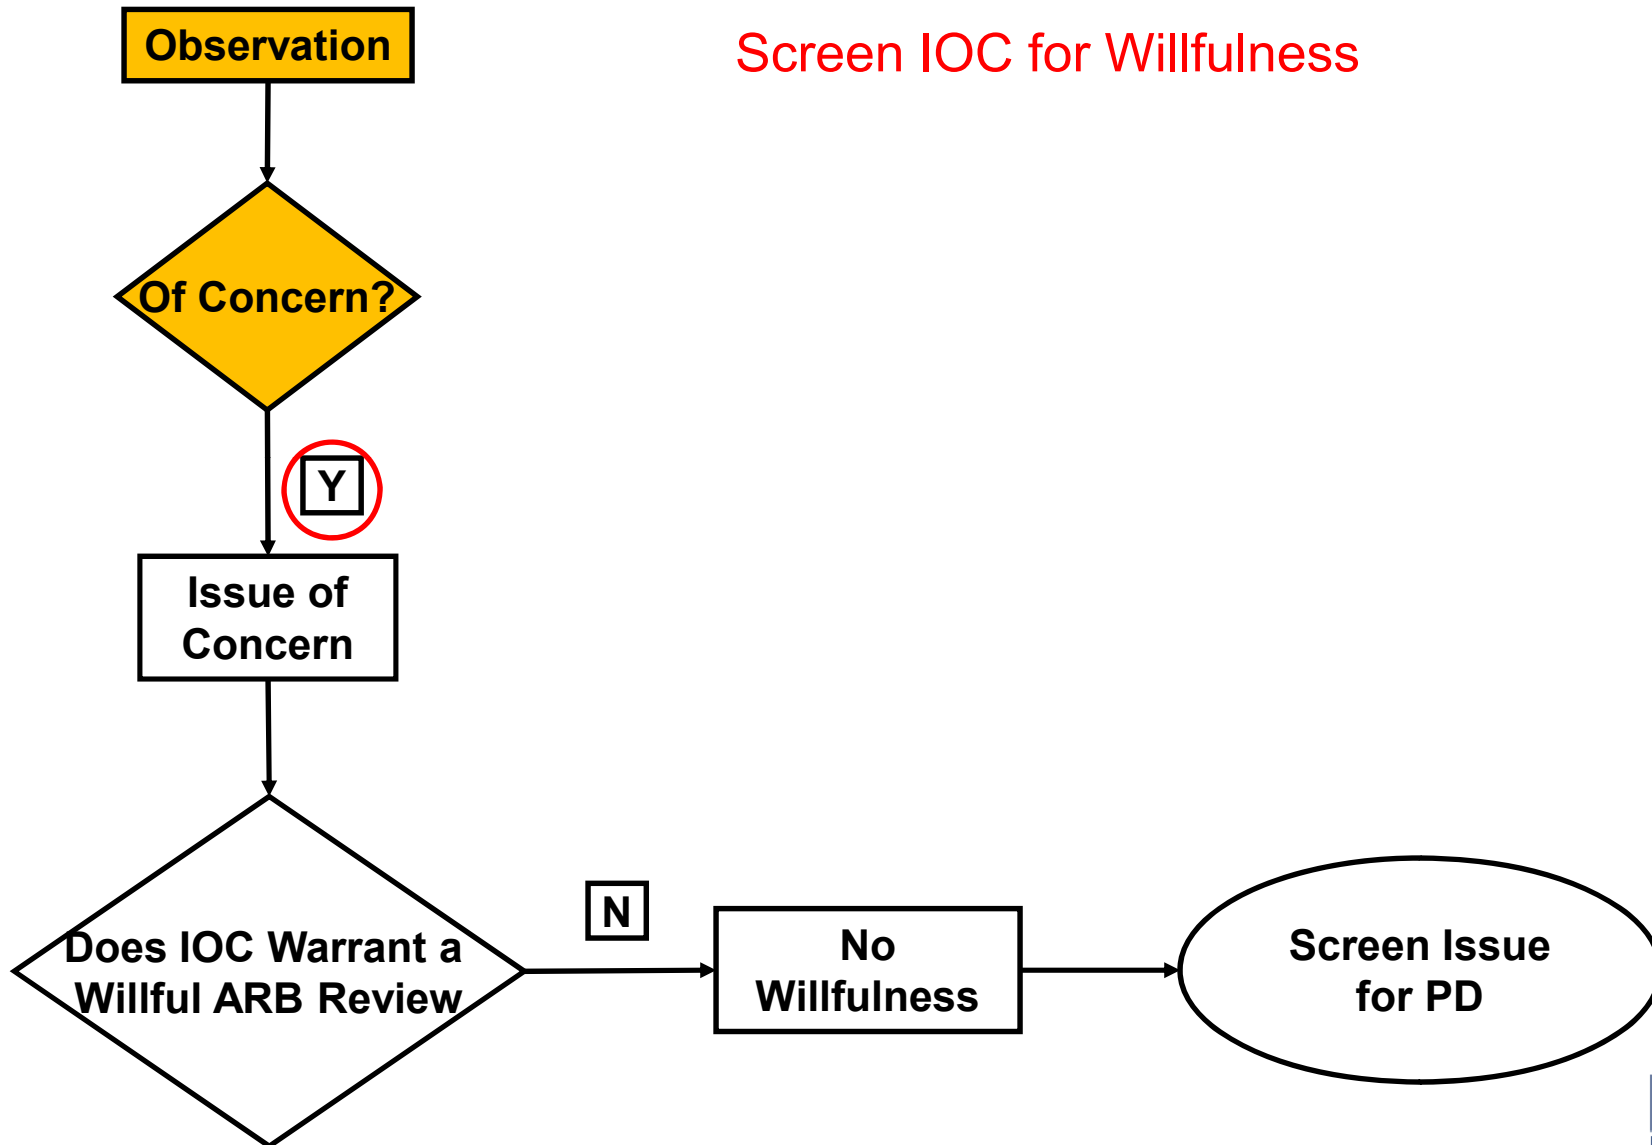 Observation
Screen IOC for Willfulness
Of Concern?
Y
Issue of
Concern
Does IOC Warrant a
Willful ARB Review
N
No
Willfulness
Screen Issue
for PD